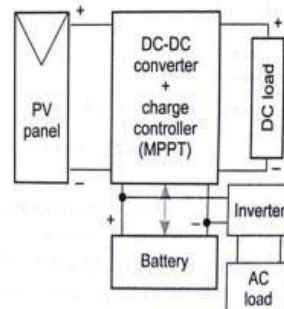 +
PV
panel
−
DC-DC
converter
+
charge
controller
(MPPT)
+
DC load
−
+
−
Battery
Inverter
AC
load